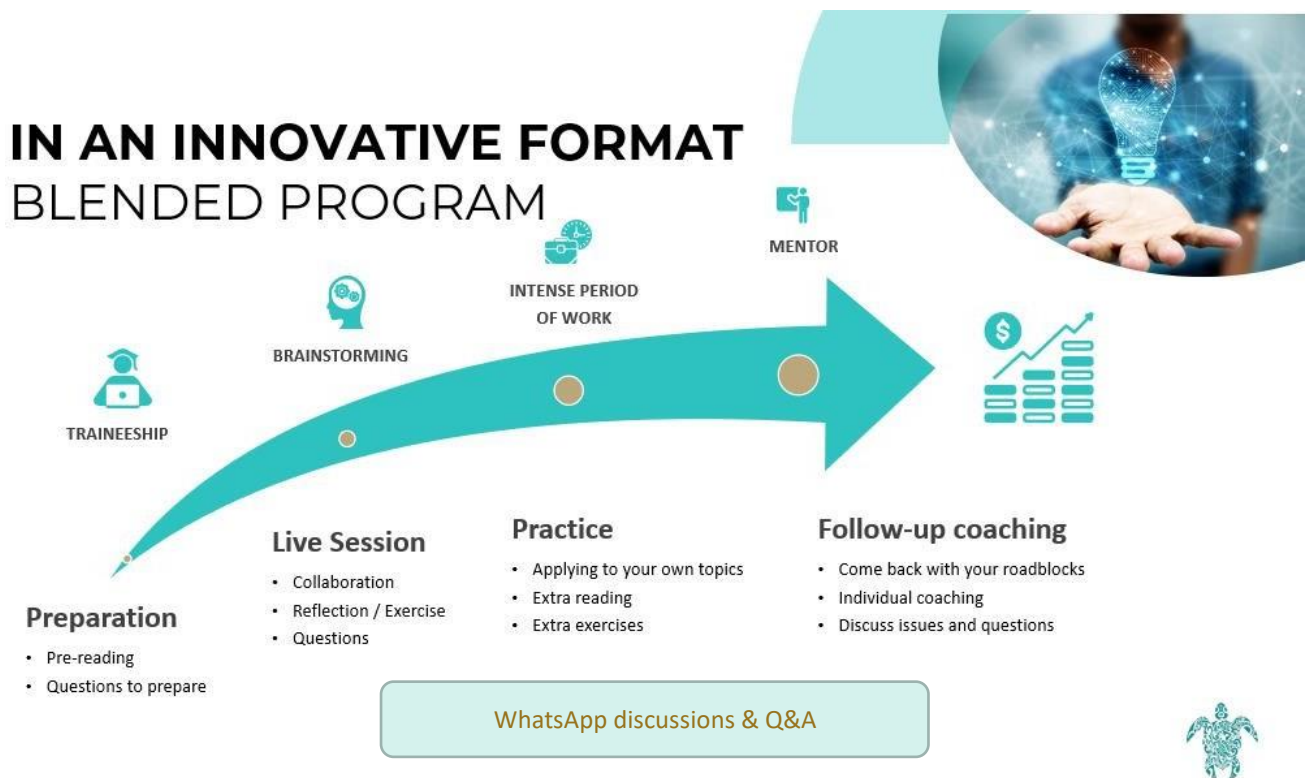 IN AN INNOVATIVE FORMAT
BLENDED PROGRAM
TRAINEESHIP
BRAINSTORMING
INTENSE PERIOD
OF WORK
MENTOR
$
Preparation
• Pre-reading
• Questions to prepare
Live Session
• Collaboration
• Reflection / Exercise
• Questions
Practice
• Applying to your own topics
• Extra reading
• Extra exercises
Follow-up coaching
• Come back with your roadblocks
• Individual coaching
• Discuss issues and questions
WhatsApp discussions & Q&A